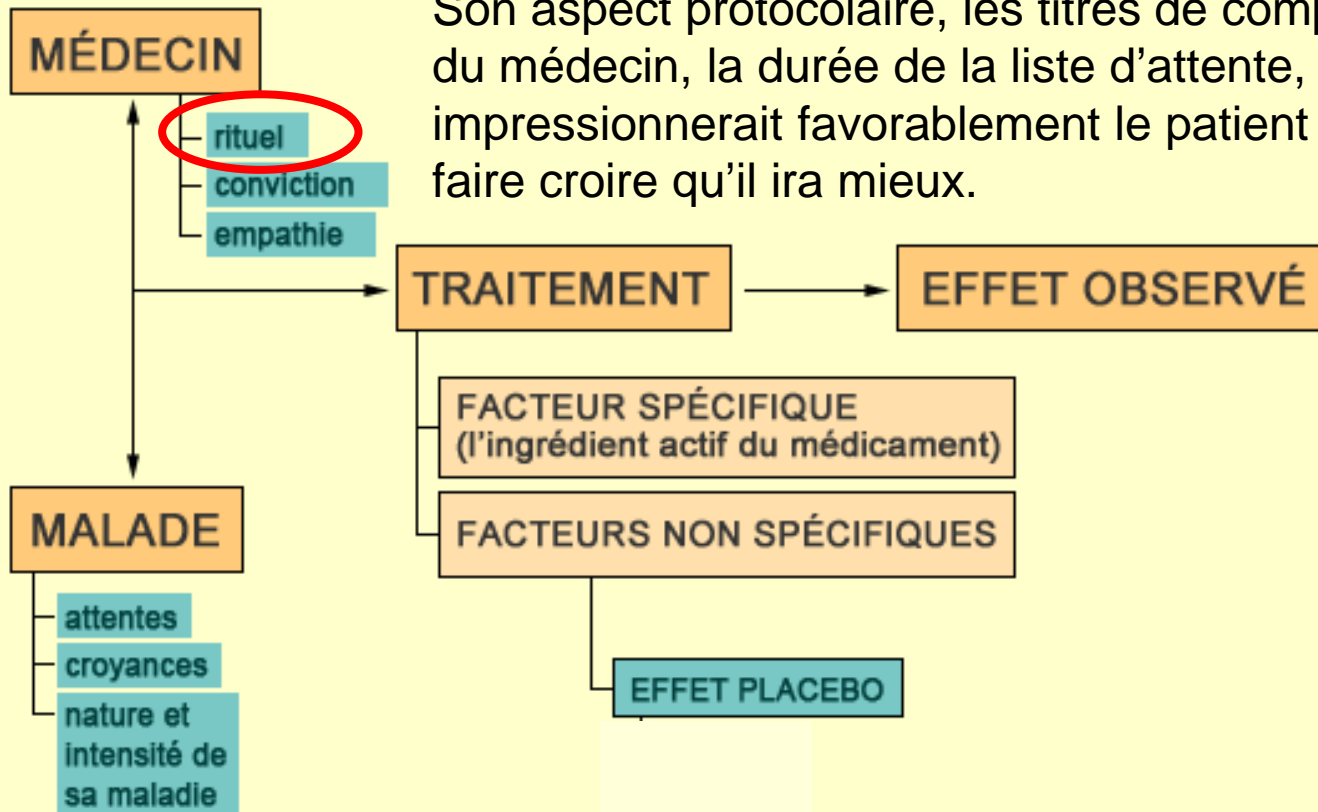 Son aspect protocolaire, les titres de
du médecin, la durée de la liste d’attente,
impressionnerait favorablement le patient
faire croire qu’il ira mieux.
MÉDECIN
rituel
conviction
empathie
TRAITEMENT
EFFET OBSERVÉ
FACTEUR SPÉCIFIQUE
(l’ingrédient actif du médicament)
FACTEURS NON SPÉCIFIQUES
EFFET PLACEBO
MALADE
attentes
croyances
nature et
intensité de
sa maladie